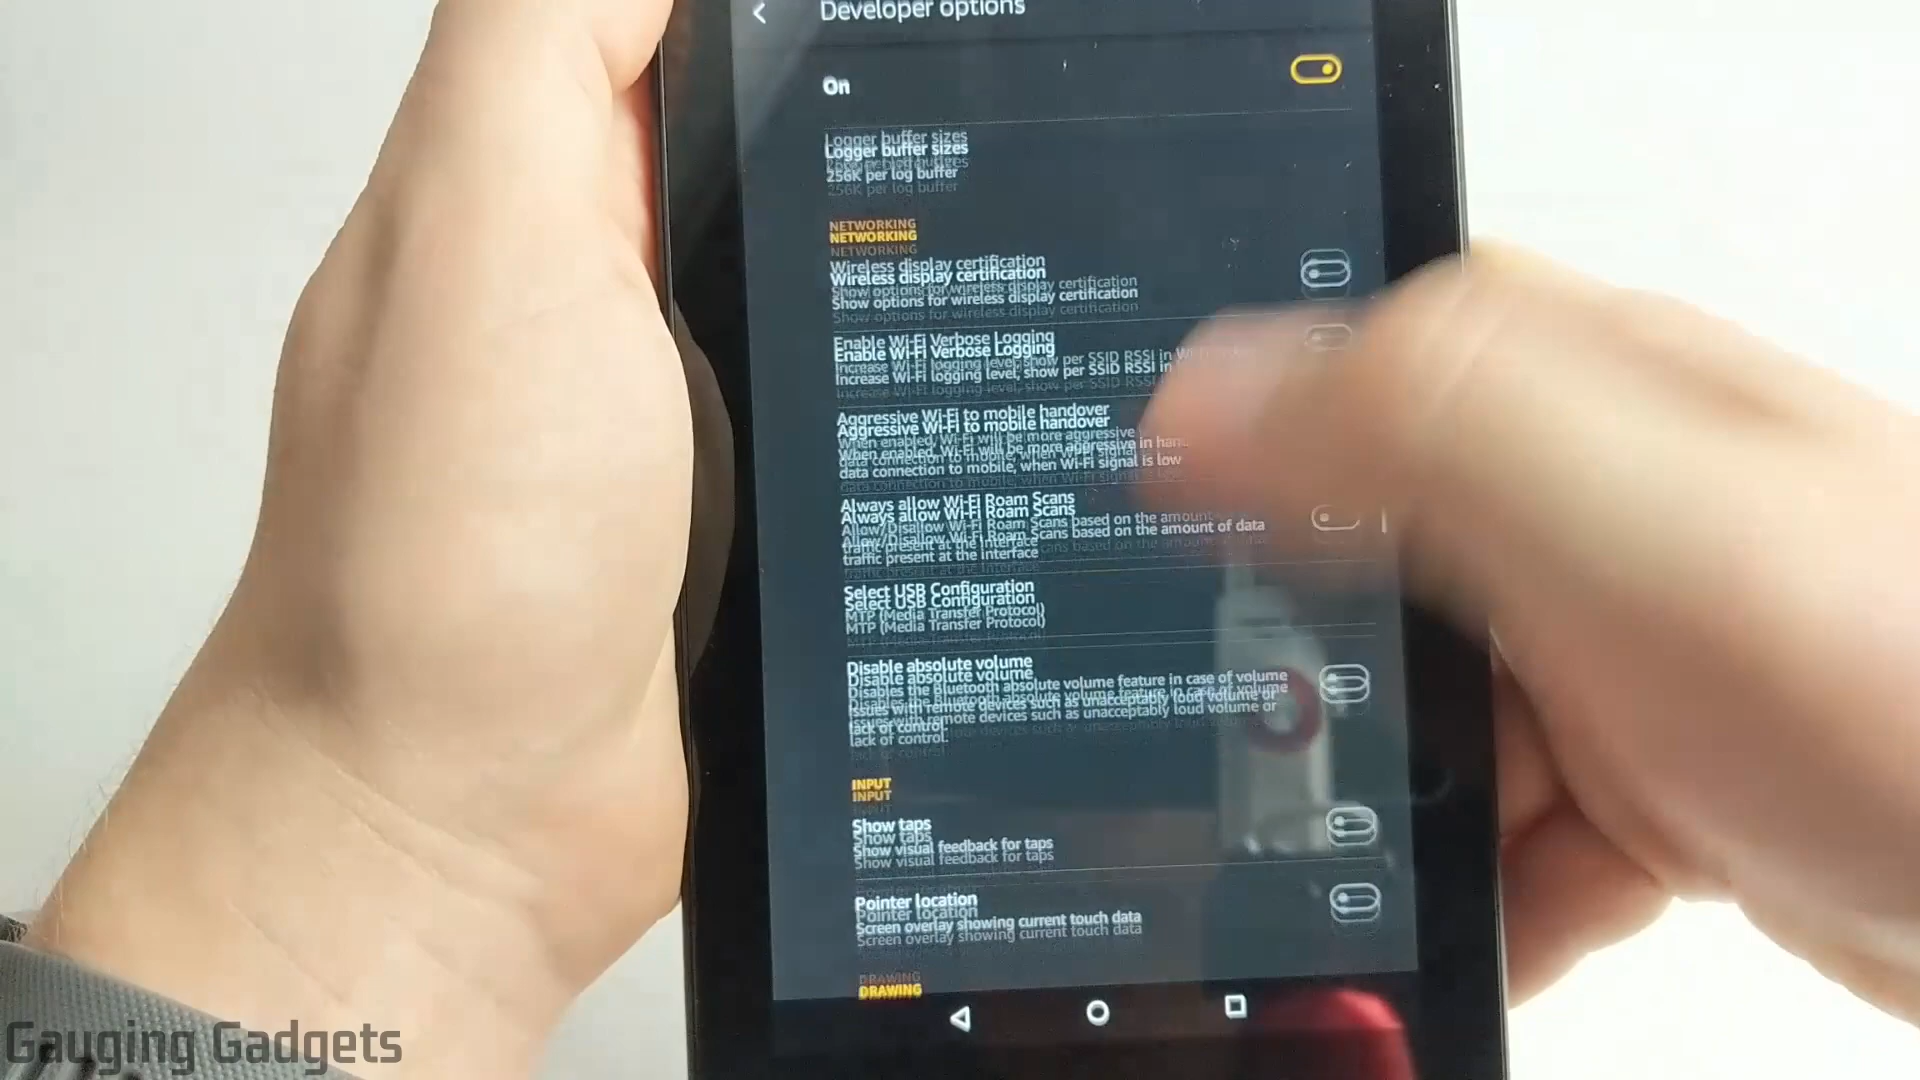 Developer options
On
Logger buffer sizes
256K per log buffer
NETWORKING
Wireless display certification
Show options for wireless display certification
Enable Wi-Fi Verbose Logging
Increase Wi-Fi logging level, show per SSID RSSI in
Aggressive Wi-Fi to mobile handover
When enabled, Wi-Fi will be more aggressive in
data connection to mobile, when Wi-Fi signal is low
Always allow Wi-Fi Roam Scans
Allow/Disallow Wi-Fi Roam Scans based on the amount of data
traffic present at the interface
Select USB Configuration
MTP (Media Transfer Protocol)
Disable absolute volume
Disables the Bluetooth absolute volume feature in case of volume
issues with remote devices such as unacceptably loud volume or
lack of control.
INPUT
Show taps
Show visual feedback for taps
Pointer location
Screen overlay showing current touch data
DRAWING
Gauging Gadgets